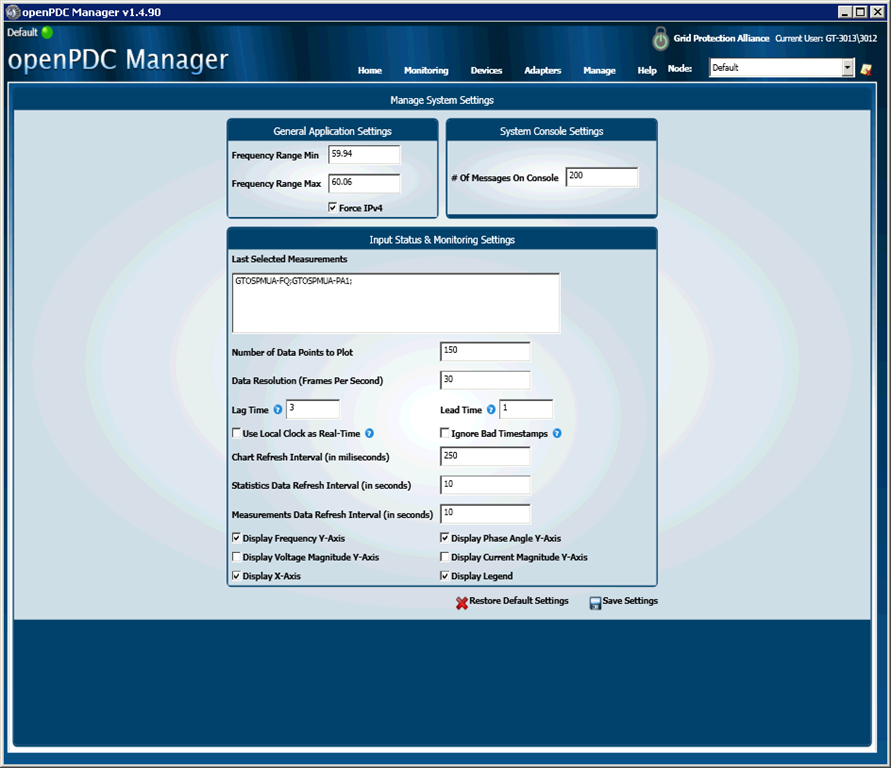 openPDC Manager v1.4.90
Default
Grid Protection Alliance Current User: GT-3013\3012
openPDC Manager
Home Monitoring Devices Adapters Manage Help Node: Default
Manage System Settings
General Application Settings
Frequency Range Min 59.94
Frequency Range Max 60.06
Force IPv4
System Console Settings
# Of Messages On Console 200
Input Status & Monitoring Settings
Last Selected Measurements
GTOSPMUA-FQ;GTOSPMUA-PA1;
Number of Data Points to Plot 150
Data Resolution (Frames Per Second) 30
Lag Time ? 3 Lead Time ? 1
Use Local Clock as Real-Time ? Ignore Bad Timestamps ?
Chart Refresh Interval (in miliseconds) 250
Statistics Data Refresh Interval (in seconds) 10
Measurements Data Refresh Interval (in seconds) 10
Display Frequency Y-Axis Display Phase Angle Y-Axis
Display Voltage Magnitude Y-Axis Display Current Magnitude Y-Axis
Display X-Axis Display Legend
Restore Default Settings Save Settings